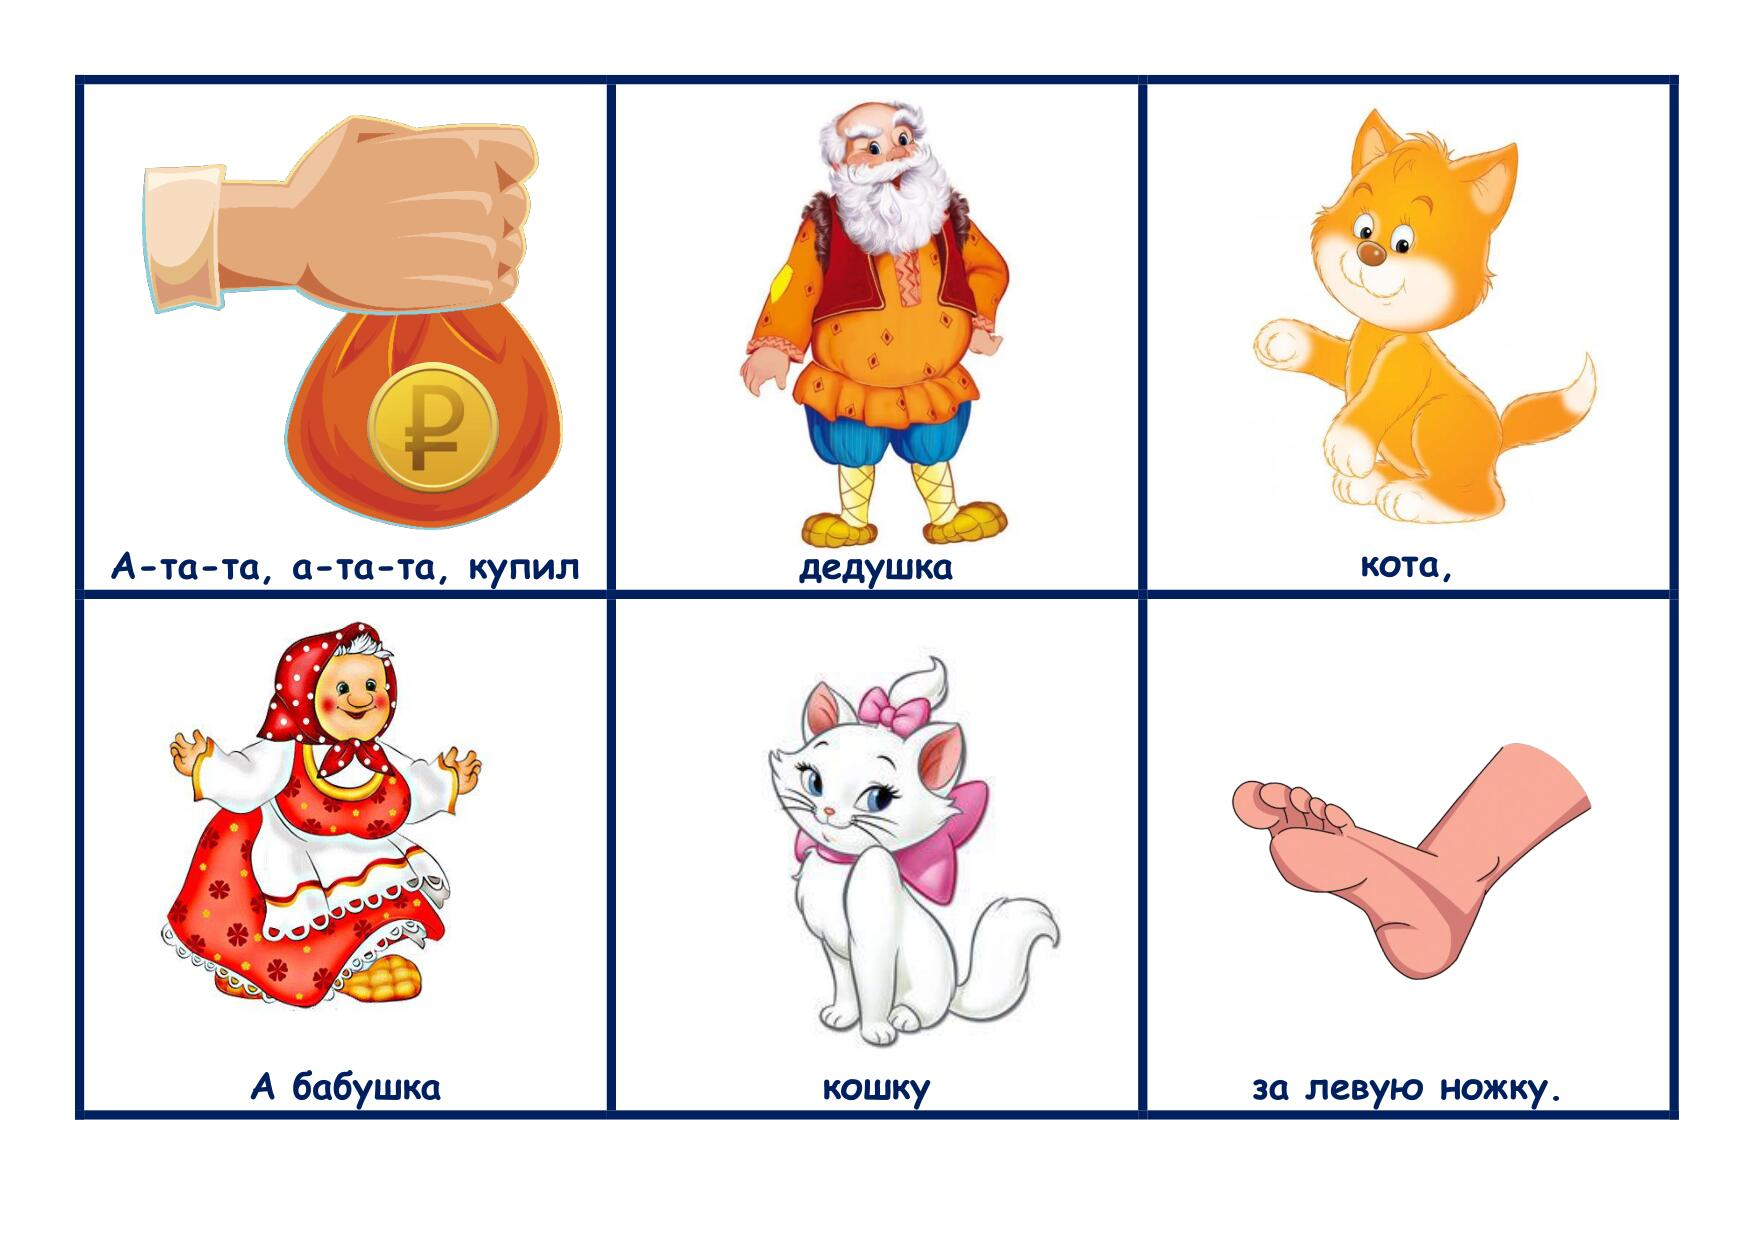 А-та-та, а-та-та, купил
дедушка
кота,
А бабушка
кошку
за левую ножку.